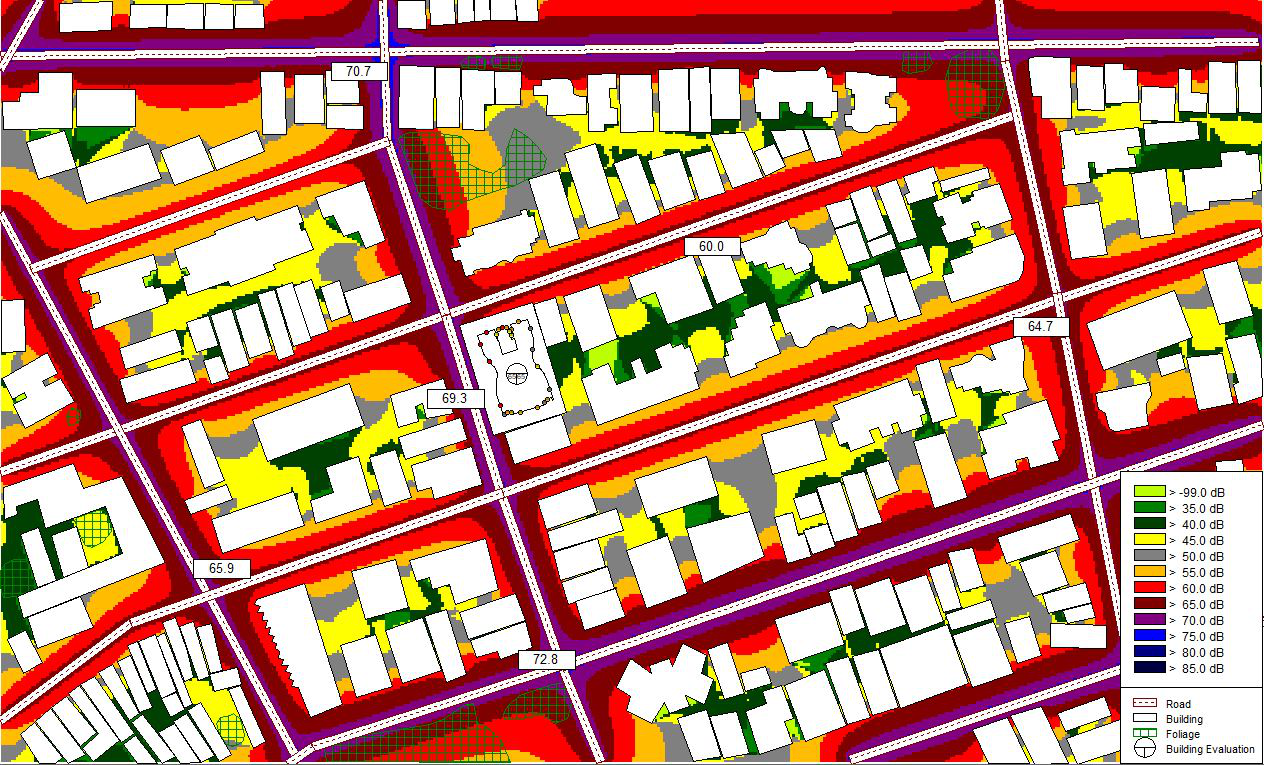 70.7
60.0
64.7
69.3
65.9
72.8
> -99.0 dB
> 35.0 dB
> 40.0 dB
> 45.0 dB
> 50.0 dB
> 55.0 dB
> 60.0 dB
> 65.0 dB
> 70.0 dB
> 75.0 dB
> 80.0 dB
> 85.0 dB
Road
Building
Foliage
Building Evaluation